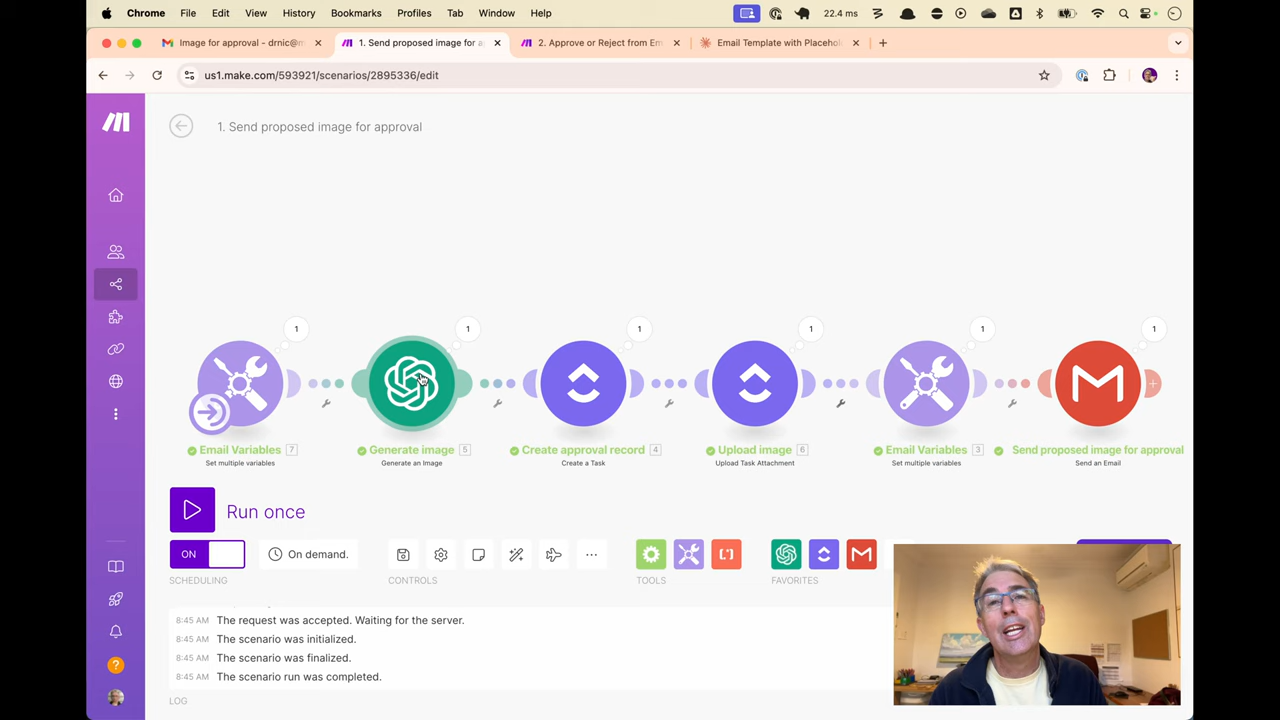 Chrome File Edit View History Bookmarks Profiles Tab Window Help 22.4 ms
Image for approval - drnic@m
1. Send proposed image for a
2. Approve or Reject from Em
Email Template with Placehol
us1.make.com/593921/scenarios/2895336/edit
1. Send proposed image for approval
1 1 1 1 1 1
Email Variables 7
Set multiple variables
Generate image 5
Generate an Image
Create approval record 4
Create a Task
Upload image 6
Upload Task Attachment
Email Variables 3
Set multiple variables
Send proposed image for approval
Send an Email
Run once
ON
On demand.
SCHEDULING
CONTROLS
TOOLS
FAVORITES
8:45 AM The request was accepted. Waiting for the server.
8:45 AM The scenario was initialized.
8:45 AM The scenario was finalized.
8:45 AM The scenario run was completed.
LOG